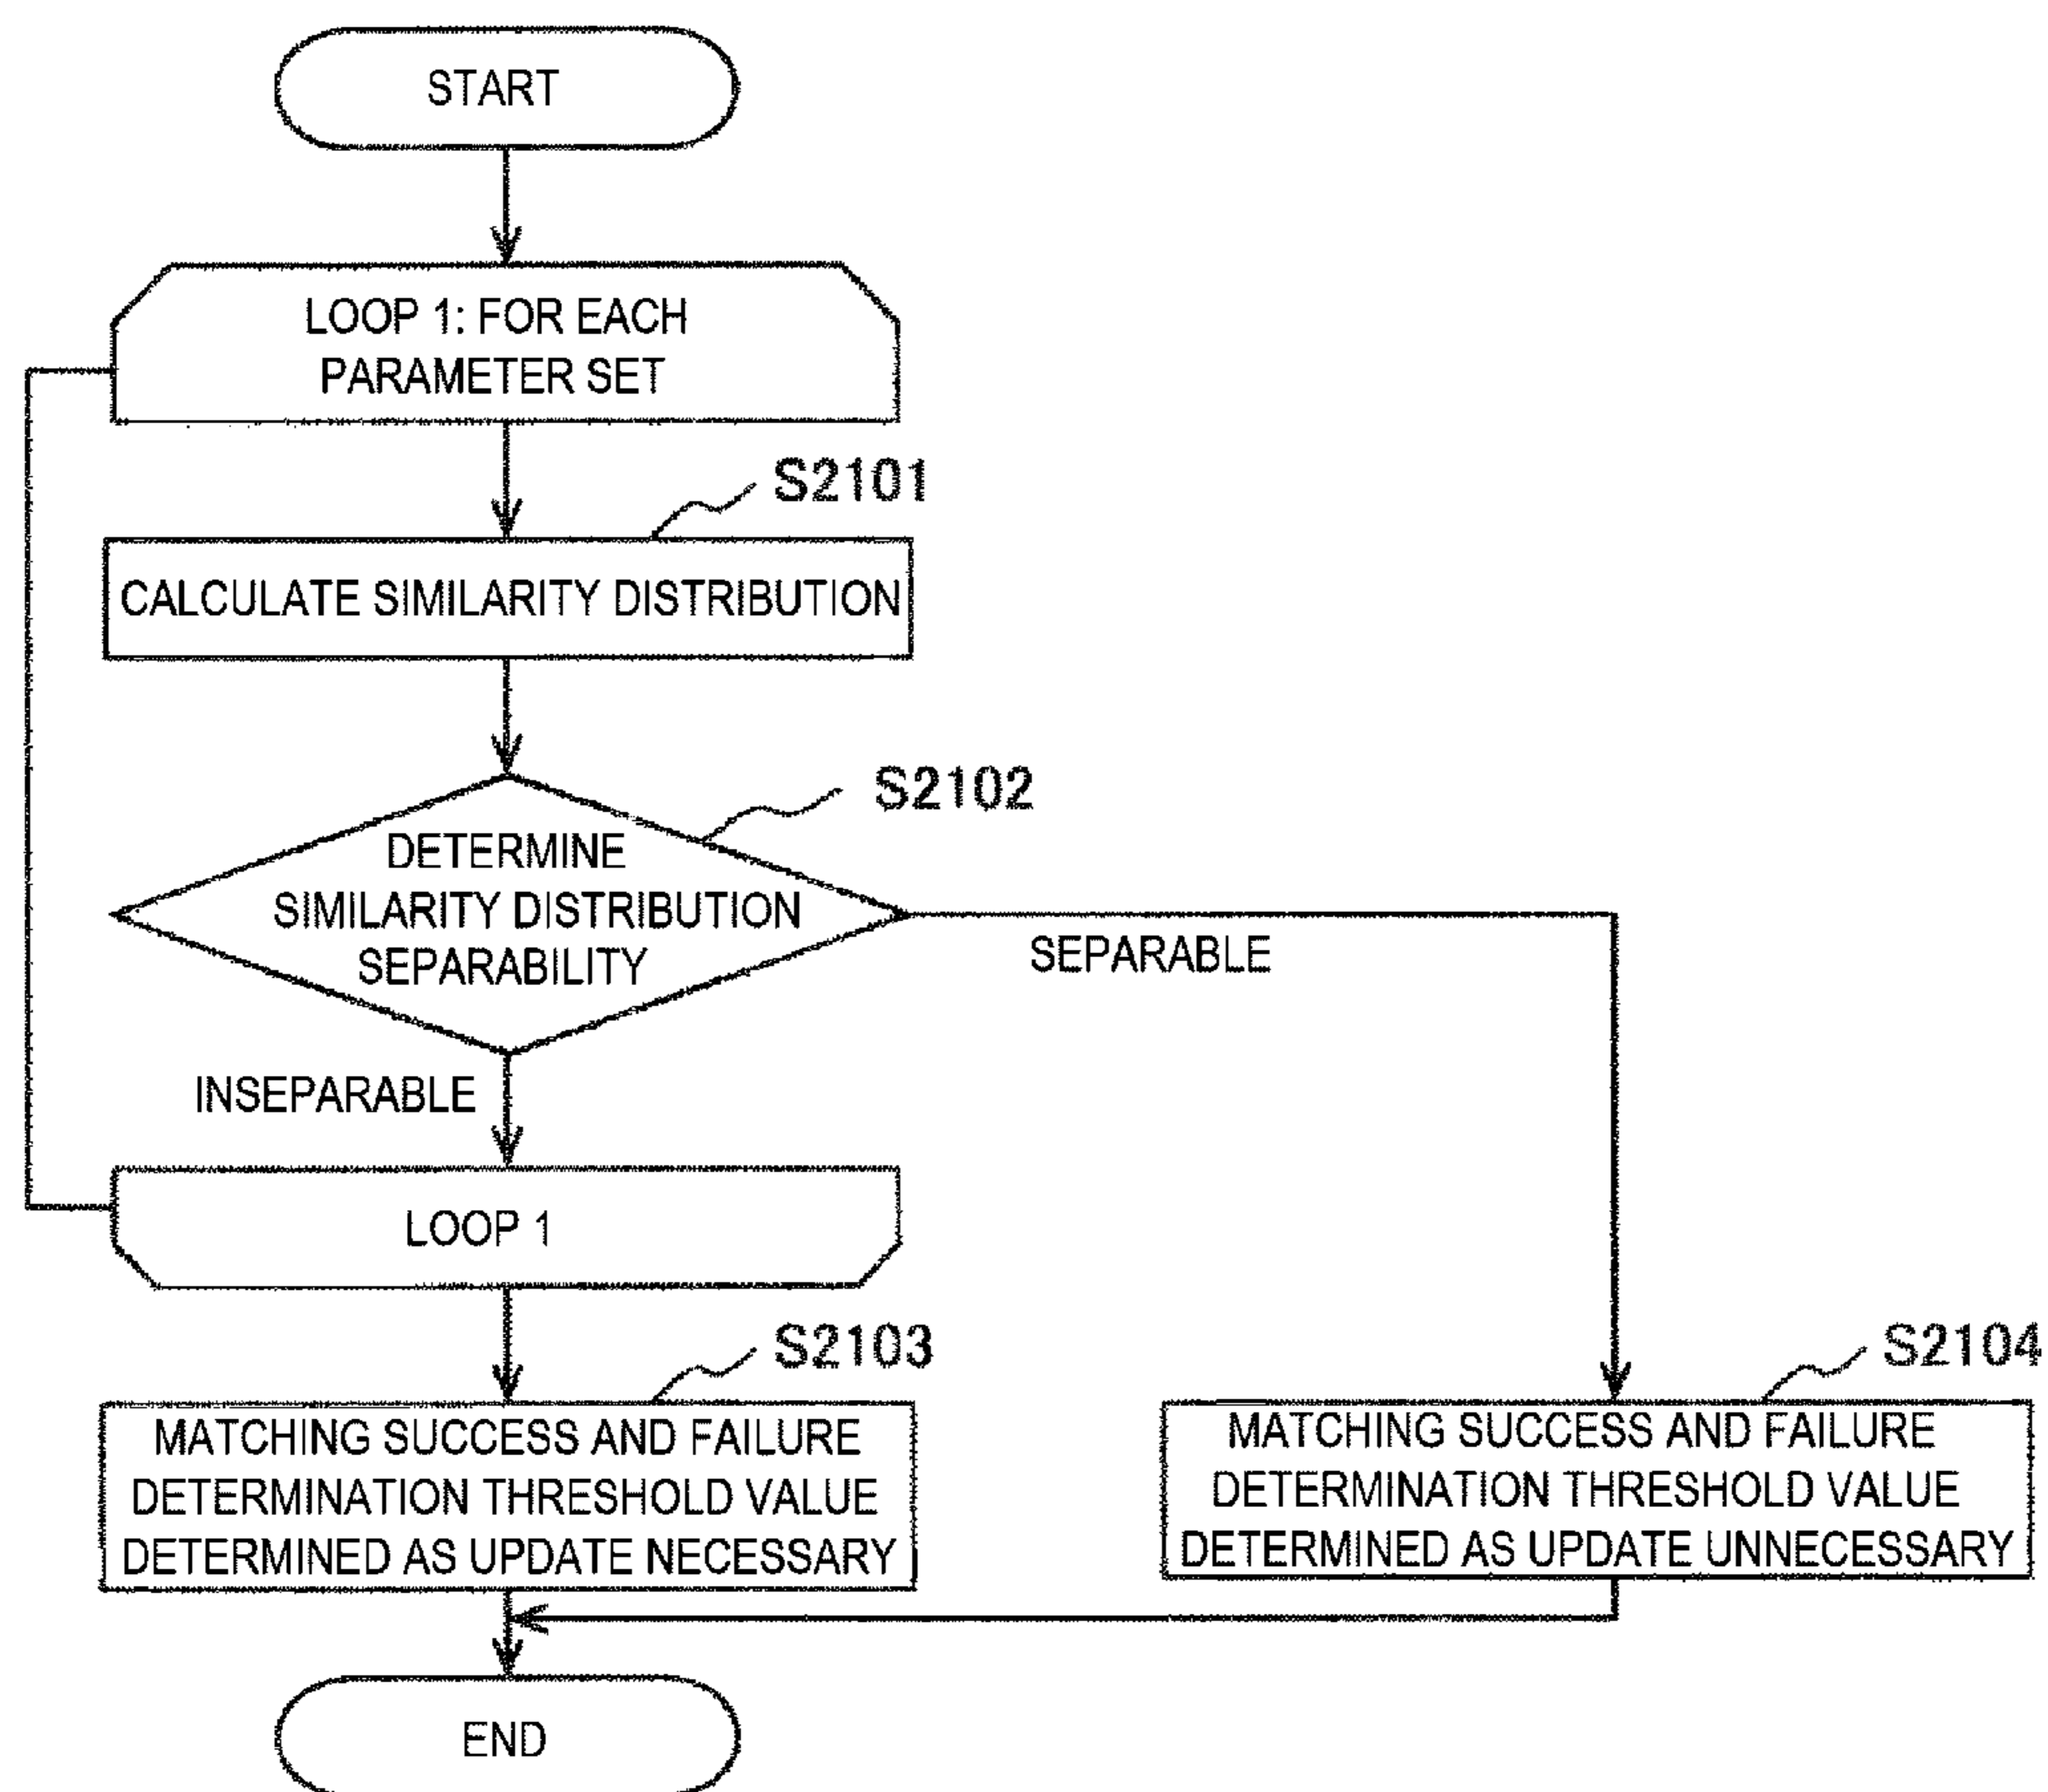 START
LOOP 1: FOR EACH
PARAMETER SET
S2101
CALCULATE SIMILARITY DISTRIBUTION
S2102
DETERMINE
SIMILARITY DISTRIBUTION
SEPARABILITY
SEPARABLE
INSEPARABLE
LOOP 1
S2103
MATCHING SUCCESS AND FAILURE
DETERMINATION THRESHOLD VALUE
DETERMINED AS UPDATE NECESSARY
S2104
MATCHING SUCCESS AND FAILURE
DETERMINATION THRESHOLD VALUE
DETERMINED AS UPDATE UNNECESSARY
END